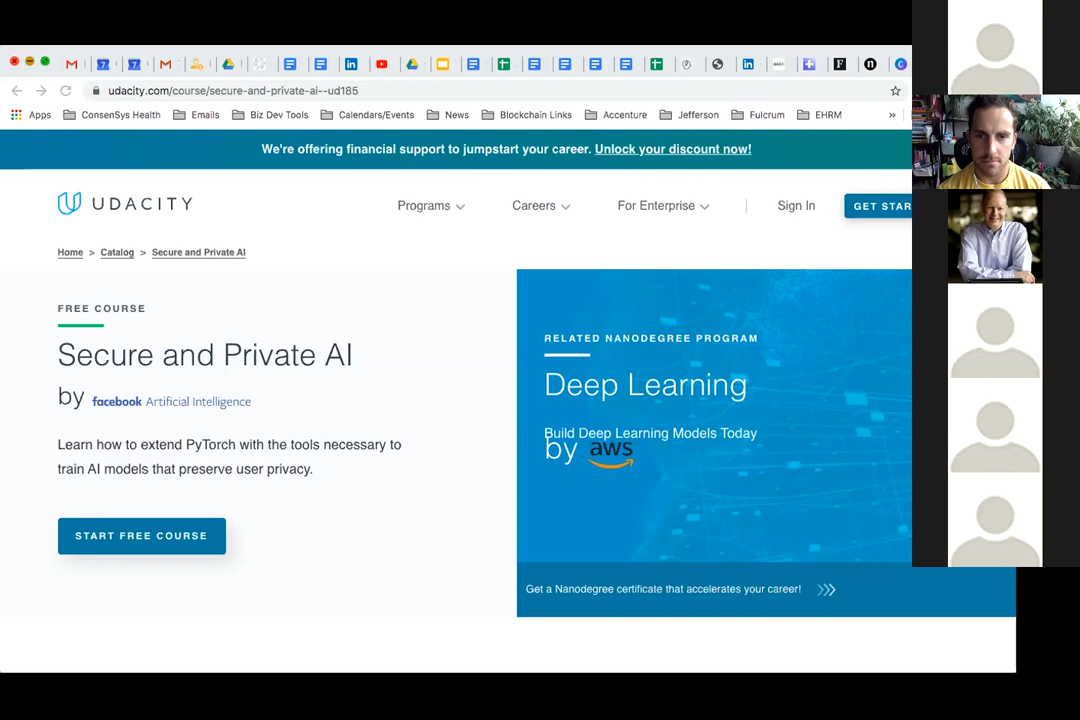 udacity.com/course/secure-and-private-ai--ud185
Apps ConsenSys Health Emails Biz Dev Tools Calendars/Events News Blockchain Links Accenture Jefferson Fulcrum EHRM »
We're offering financial support to jumpstart your career. Unlock your discount now!
UDACITY Programs Careers For Enterprise Sign In GET STAR
Home > Catalog > Secure and Private AI
FREE COURSE
Secure and Private AI
by facebook Artificial Intelligence
Learn how to extend PyTorch with the tools necessary to
train AI models that preserve user privacy.
START FREE COURSE
RELATED NANODEGREE PROGRAM
Deep Learning
Build Deep Learning Models Today
by aws
Get a Nanodegree certificate that accelerates your career!